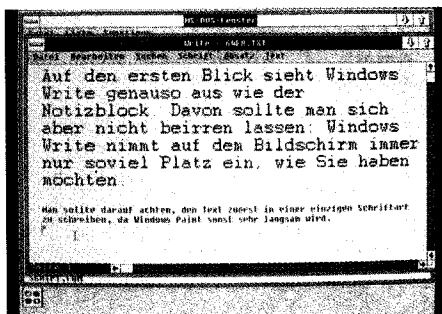 MS-DOS-Fenster
Write - 64ER.TXT
Datei Bearbeiten Suchen Schrift Absatz Text
Auf den ersten Blick sieht Windows
Write genauso aus wie der
Notizblock. Davon sollte man sich
aber nicht beirren lassen: Windows
Write nimmt auf dem Bildschirm immer
nur soviel Platz ein, wie Sie haben
möchten.
Man sollte darauf achten, den Text zuerst in einer einzigen Schriftart
zu schreiben, da Windows Paint sonst sehr langsam wird.